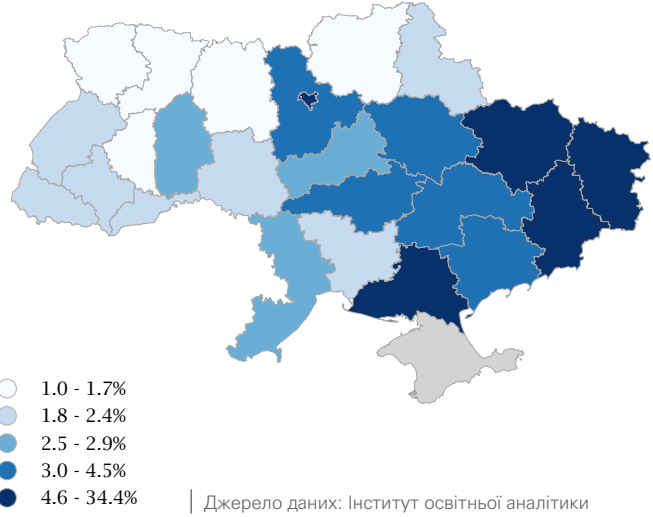 1.0 - 1.7%
1.8 - 2.4%
2.5 - 2.9%
3.0 - 4.5%
4.6 - 34.4%
Джерело даних: Інститут освітньої аналітики